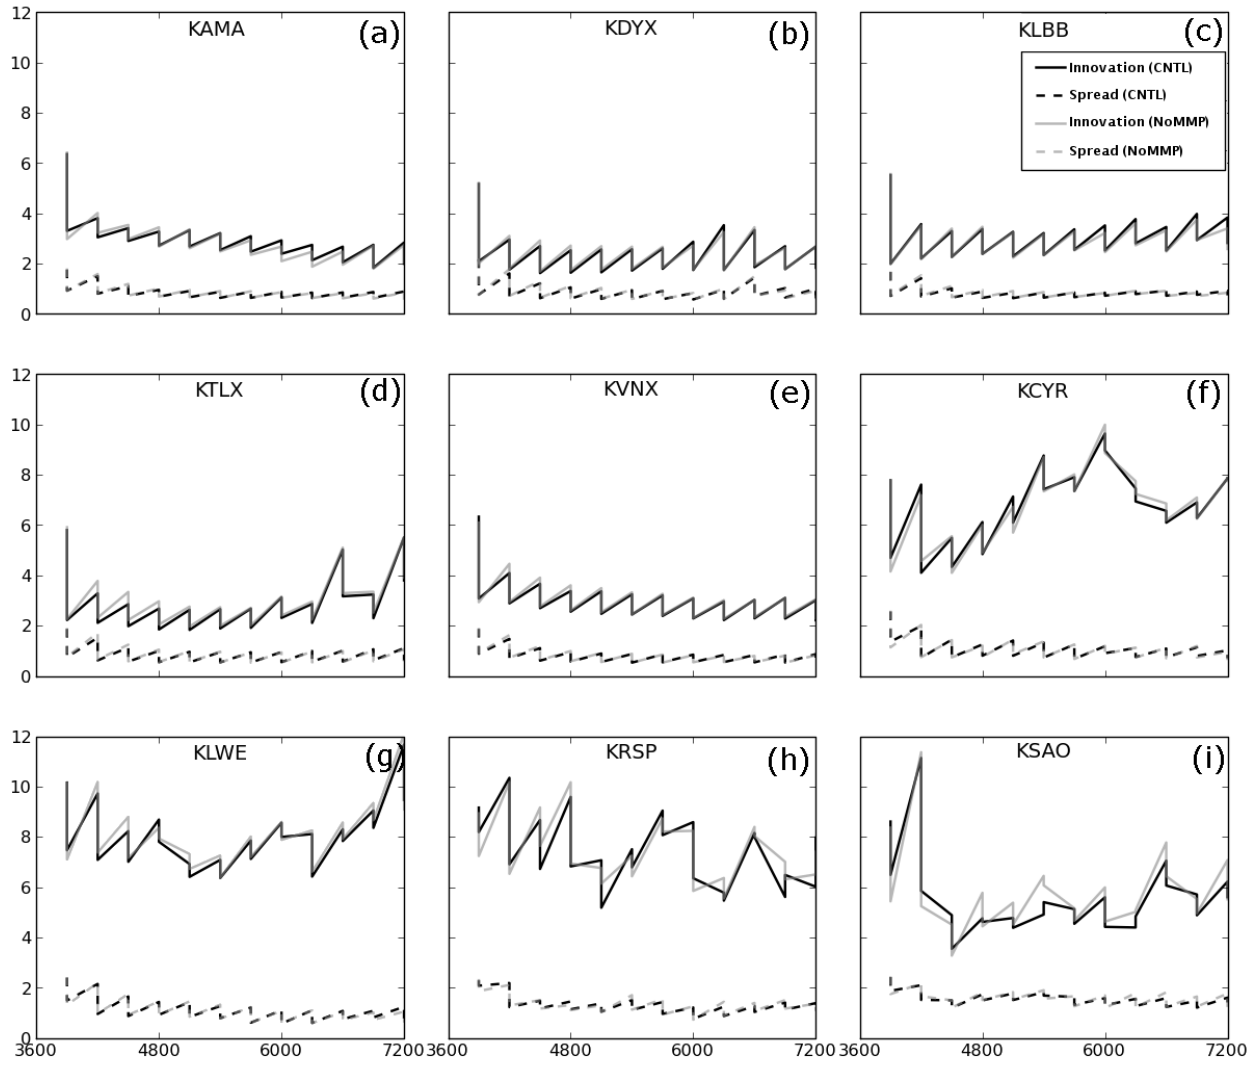 KAMA (a) KDYX (b) KLBB (c)
12
10
8
6
4
2
0
Innovation (CNTL)
Spread (CNTL)
Innovation (NoMMP)
Spread (NoMMP)
KTLX (d) KVNX (e) KCYR (f)
12
10
8
6
4
2
0
KLWE (g) KRSP (h) KSAO (i)
12
10
8
6
4
2
0
3600 4800 6000 7200 3600 4800 6000 7200 3600 4800 6000 7200